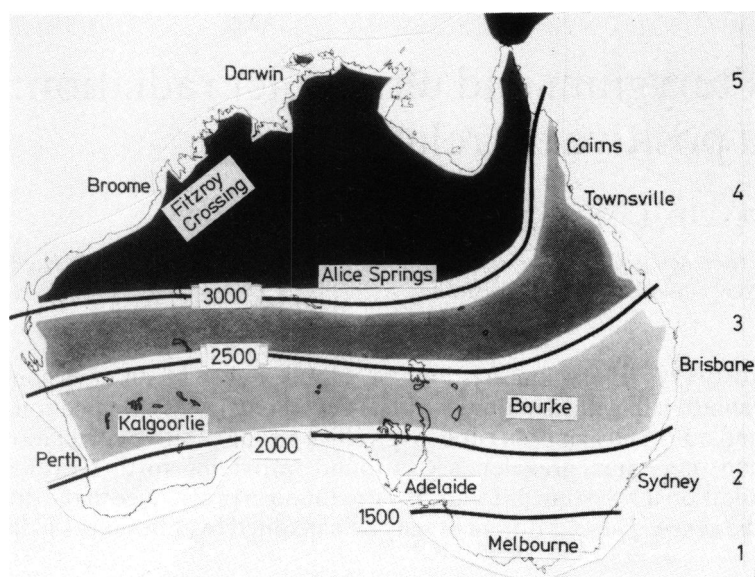 Darwin
5
Cairns
Broome
Fitzroy
Crossing
4
Townsville
Alice Springs
3000
3
2500
Brisbane
Kalgoorlie
Bourke
2000
Perth
2
Adelaide
Sydney
1500
Melbourne
1